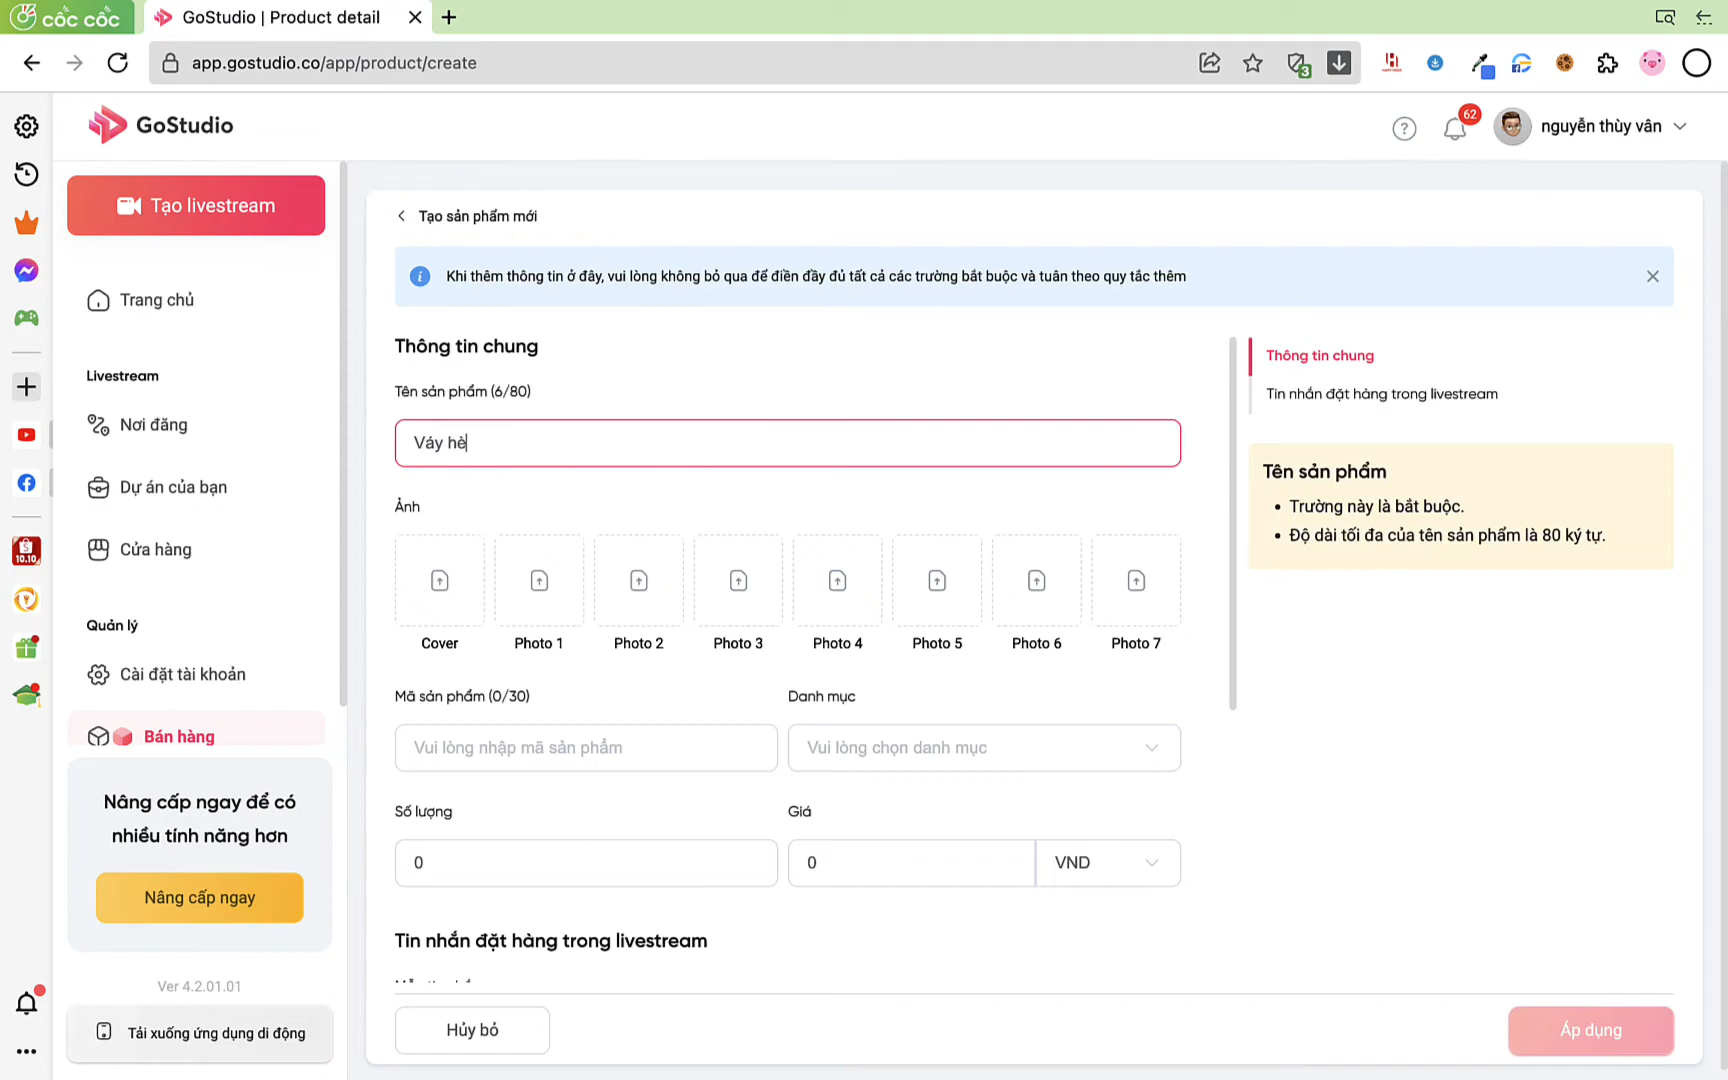 cốc cốc
GoStudio | Product detail
app.gostudio.co/app/product/create
3
GoStudio
62
nguyễn thùy vân
Tạo livestream
Trang chủ
Livestream
Nơi đăng
Dự án của bạn
Cửa hàng
Quản lý
Cài đặt tài khoản
Bán hàng
Nâng cấp ngay để có
nhiều tính năng hơn
Nâng cấp ngay
Ver 4.2.01.01
Tải xuống ứng dụng di động
10.10
Tạo sản phẩm mới
Khi thêm thông tin ở đây, vui lòng không bỏ qua để điền đầy đủ tất cả các trường bắt buộc và tuân theo quy tắc thêm
Thông tin chung
Tên sản phẩm (6/80)
Váy hè
Ảnh
Cover
Photo 1
Photo 2
Photo 3
Photo 4
Photo 5
Photo 6
Photo 7
Mã sản phẩm (0/30)
Danh mục
Vui lòng nhập mã sản phẩm
Vui lòng chọn danh mục
Số lượng
Giá
0
0
VND
Tin nhắn đặt hàng trong livestream
Hủy bỏ
Áp dụng
Thông tin chung
Tin nhắn đặt hàng trong livestream
Tên sản phẩm
Trường này là bắt buộc.
Độ dài tối đa của tên sản phẩm là 80 ký tự.